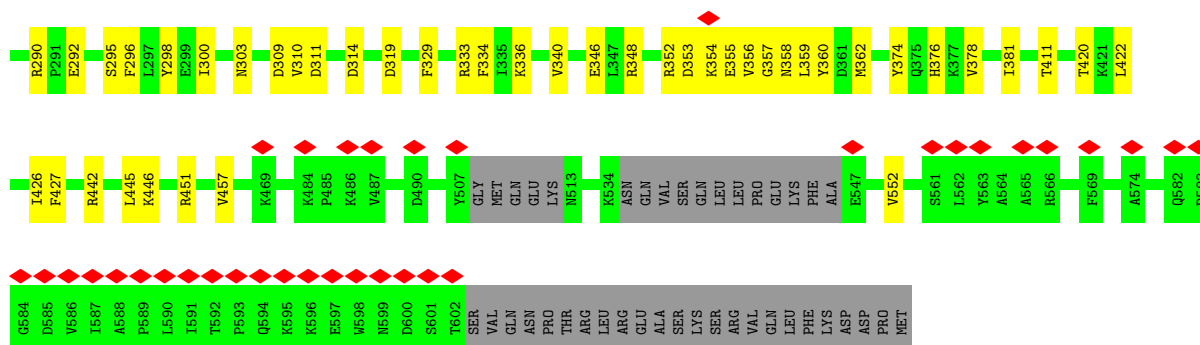 R290 P291 E292 S295 F296 L297 Y298 E299 I300 N303 D309 V310 D311 D314 D319 F329 R333 F334 I335 K336 V340 E346 L347 R348 R352 D353 K354 E355 V356 G357 N358 L359 Y360 D361 M362 Y374 Q375 H376 K377 V378 I381 T411 T420 K421 L422
I426 F427 R442 L445 K446 R451 V457 K469 K484 P485 K486 V487 D490 Y507 GLY MET GLN GLU LYS N513 K534 ASN GLN VAL SER GLN LEU LEU PRO GLU LYS PHE ALA E547 V552 S561 L562 Y563 A564 A565 R566 F569 A574 Q582
G584 D585 V586 I587 A588 P589 L590 I591 T592 P593 Q594 K595 K596 E597 W598 N599 D600 S601 T602 SER VAL GLN ASN PRO THR ARG LEU ARG GLU ALA SER LYS SER ARG VAL GLN LEU PHE LYS ASP ASP PRO MET